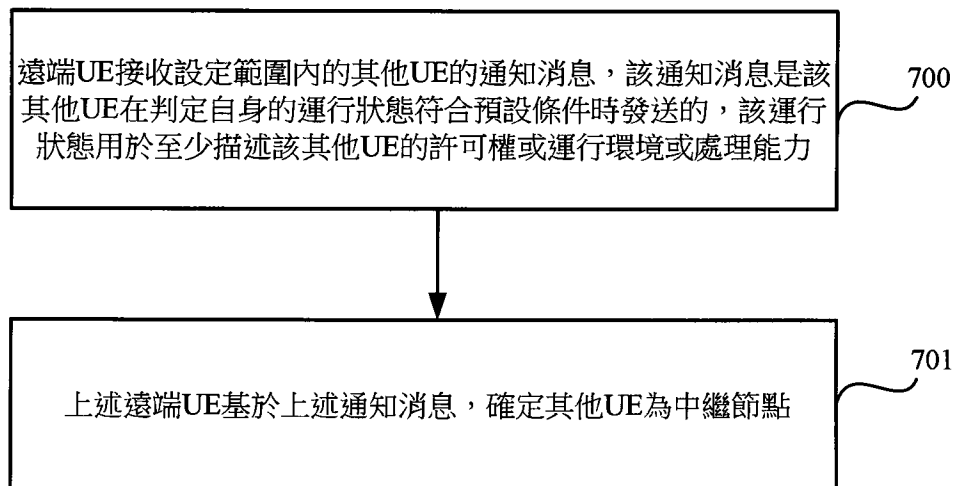 遠端UE接收設定範圍內的其他UE的通知消息，該通知消息是該
其他UE在判定自身的運行狀態符合預設條件時發送的，該運行
狀態用於至少描述該其他UE的許可權或運行環境或處理能力
700
上述遠端UE基於上述通知消息，確定其他UE為中繼節點
701